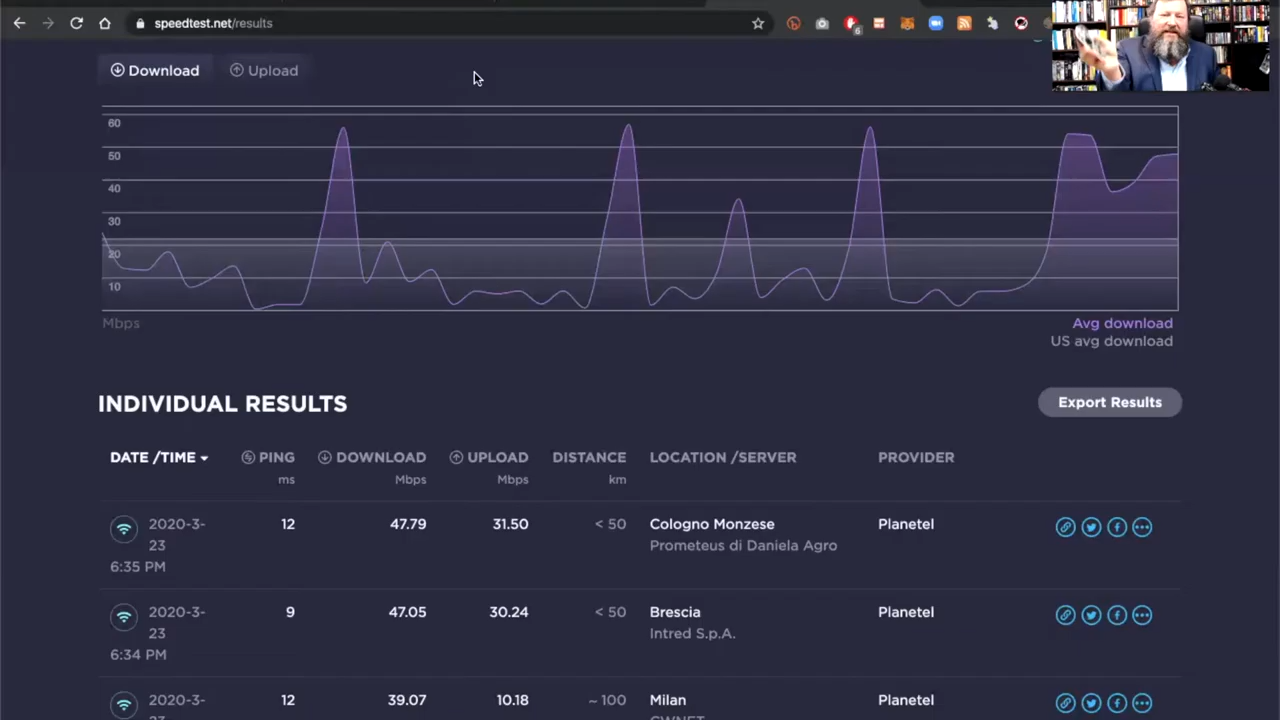 speedtest.net/results
6
Download Upload
60
50
40
30
20
10
Mbps
Avg download
US avg download
INDIVIDUAL RESULTS
Export Results
DATE /TIME PING DOWNLOAD UPLOAD DISTANCE LOCATION /SERVER PROVIDER
ms Mbps Mbps km
2020-3- 12 47.79 31.50 < 50 Cologno Monzese Planetel
23 Prometeus di Daniela Agro
6:35 PM
2020-3- 9 47.05 30.24 < 50 Brescia Planetel
23 Intred S.p.A.
6:34 PM
2020-3- 12 39.07 10.18 ~ 100 Milan Planetel